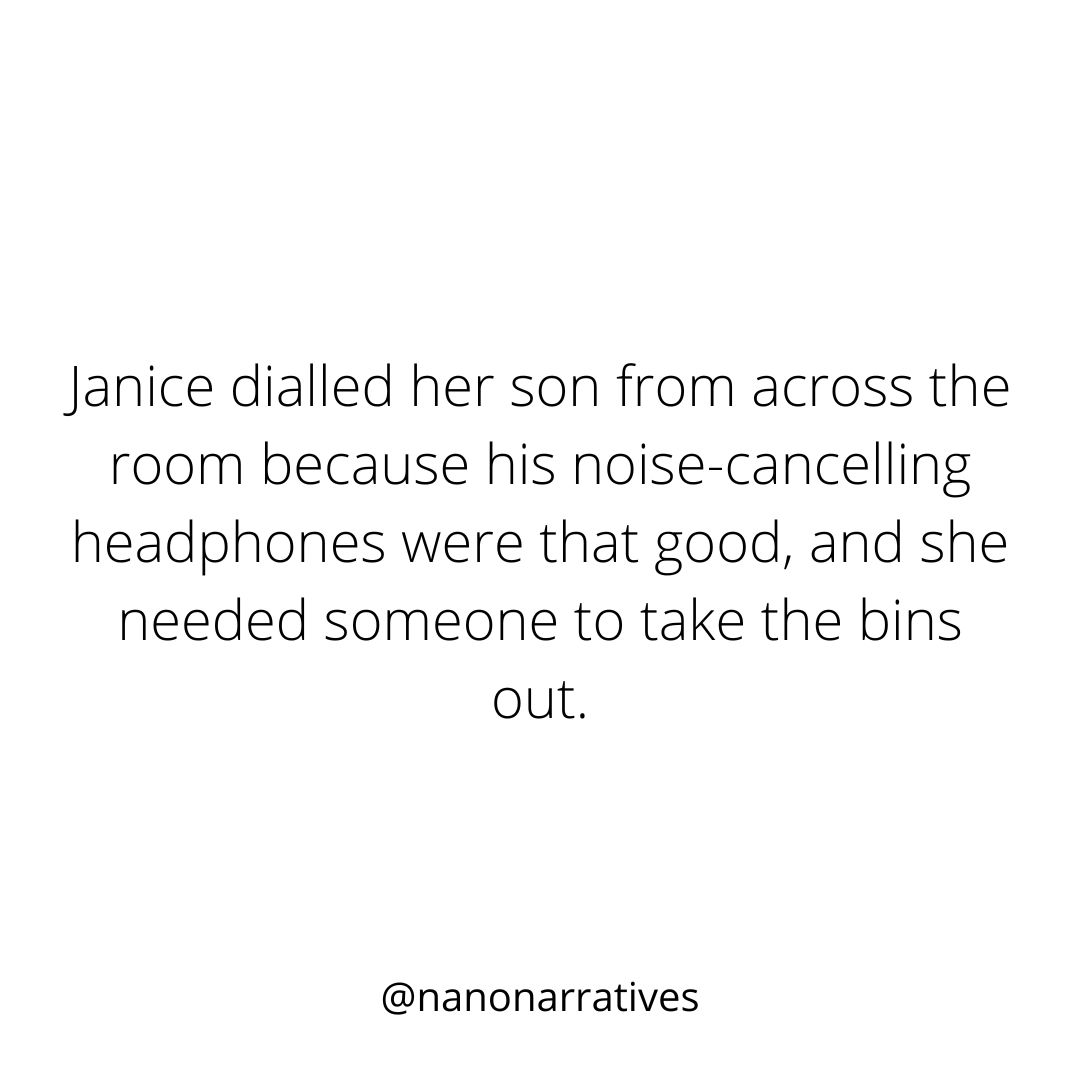 Janice dialled her son from across the
room because his noise-cancelling
headphones were that good, and she
needed someone to take the bins
out.
@nanonarratives